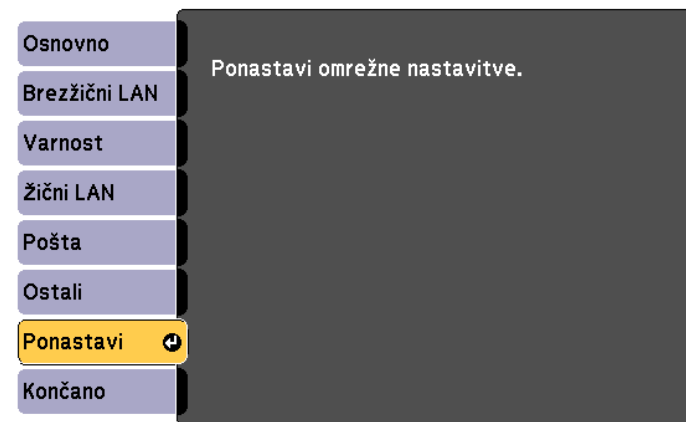 Osnovno
Brezžični LAN
Varnost
Žični LAN
Pošta
Ostali
Ponastavi
Končano
Ponastavi omrežne nastavitve.